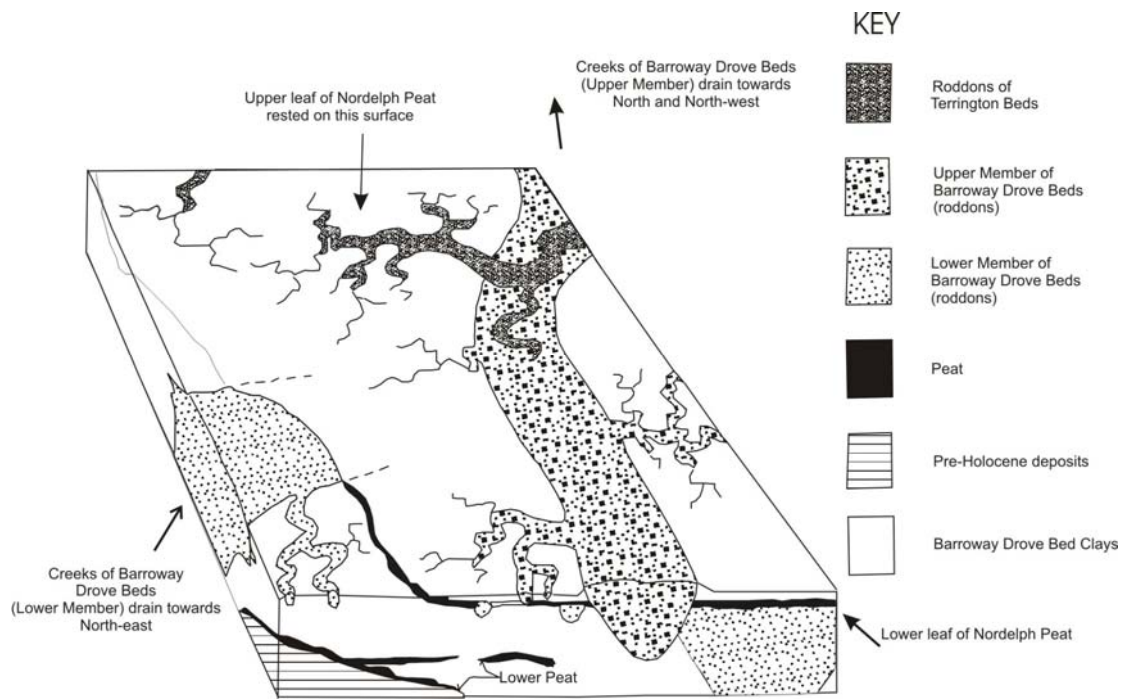 KEY
Creeks of Barroway Drove Beds
(Upper Member) drain towards
North and North-west
Upper leaf of Nordelph Peat
rested on this surface
Roddons of
Terrington Beds
Upper Member of
Barroway Drove Beds
(roddons)
Lower Member of
Barroway Drove Beds
(roddons)
Peat
Pre-Holocene deposits
Barroway Drove Bed Clays
Creeks of Barroway
Drove Beds
(Lower Member) drain towards
North-east
Lower leaf of Nordelph Peat
Lower Peat